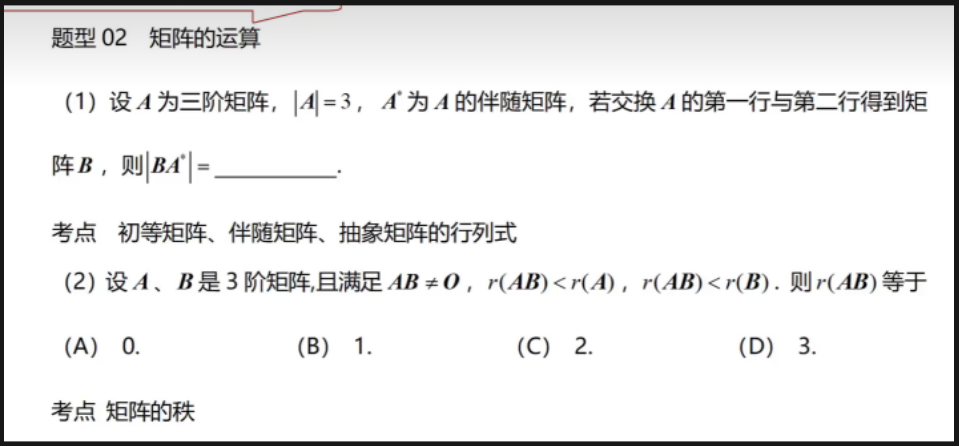 题型 02 矩阵的运算
（1）设 A 为三阶矩阵，|A|=3， A* 为 A 的伴随矩阵，若交换 A 的第一行与第二行得到矩
阵 B ，则|BA*|=__________.
考点 初等矩阵、伴随矩阵、抽象矩阵的行列式
（2）设 A 、 B 是 3 阶矩阵,且满足 AB≠O ，r(AB)<r(A) ，r(AB)<r(B) . 则 r(AB) 等于
（A） 0. （B） 1. （C） 2. （D） 3.
考点 矩阵的秩